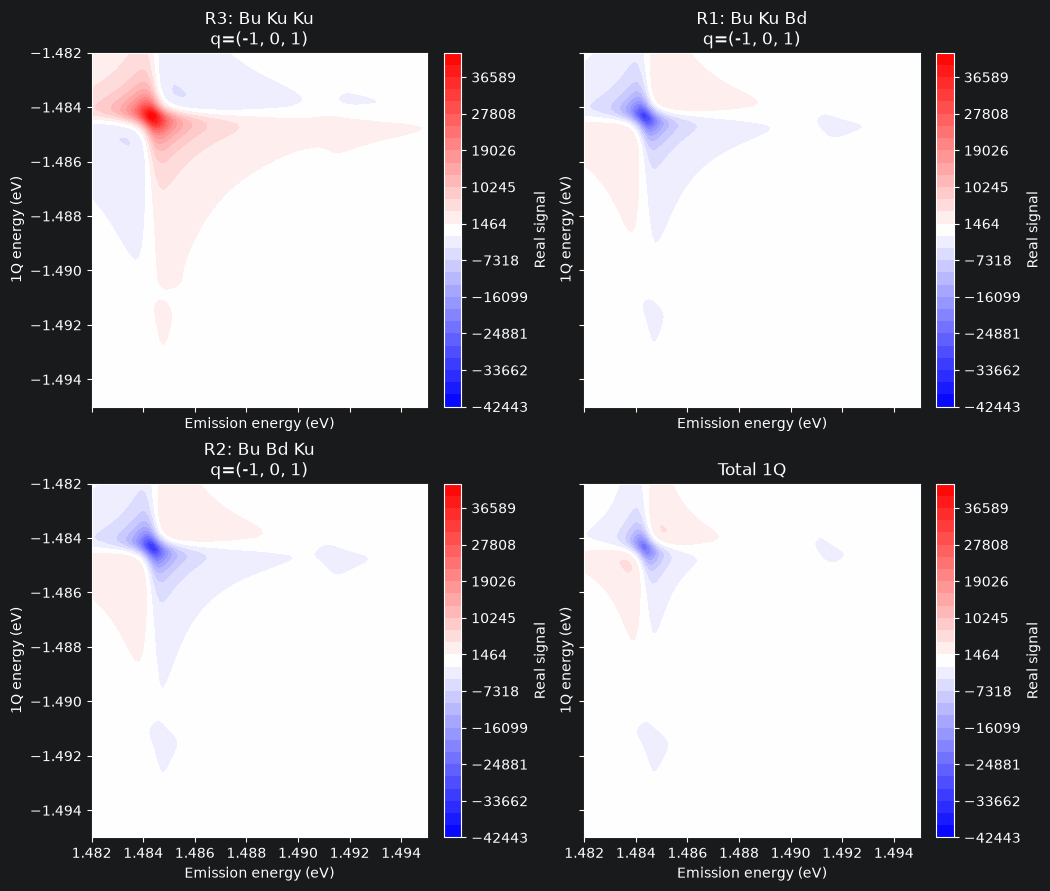 R3: Bu Ku Ku
q=(-1, 0, 1)
−1.482
−1.484
−1.486
−1.488
−1.490
−1.492
−1.494
1Q energy (eV)
Emission energy (eV)
36589
27808
19026
10245
1464
−7318
−16099
−24881
−33662
−42443
Real signal
R1: Bu Ku Bd
q=(-1, 0, 1)
1Q energy (eV)
Emission energy (eV)
36589
27808
19026
10245
1464
−7318
−16099
−24881
−33662
−42443
Real signal
R2: Bu Bd Ku
q=(-1, 0, 1)
−1.482
−1.484
−1.486
−1.488
−1.490
−1.492
−1.494
1Q energy (eV)
1.482 1.484 1.486 1.488 1.490 1.492 1.494
Emission energy (eV)
36589
27808
19026
10245
1464
−7318
−16099
−24881
−33662
−42443
Real signal
Total 1Q
1Q energy (eV)
1.482 1.484 1.486 1.488 1.490 1.492 1.494
Emission energy (eV)
36589
27808
19026
10245
1464
−7318
−16099
−24881
−33662
−42443
Real signal